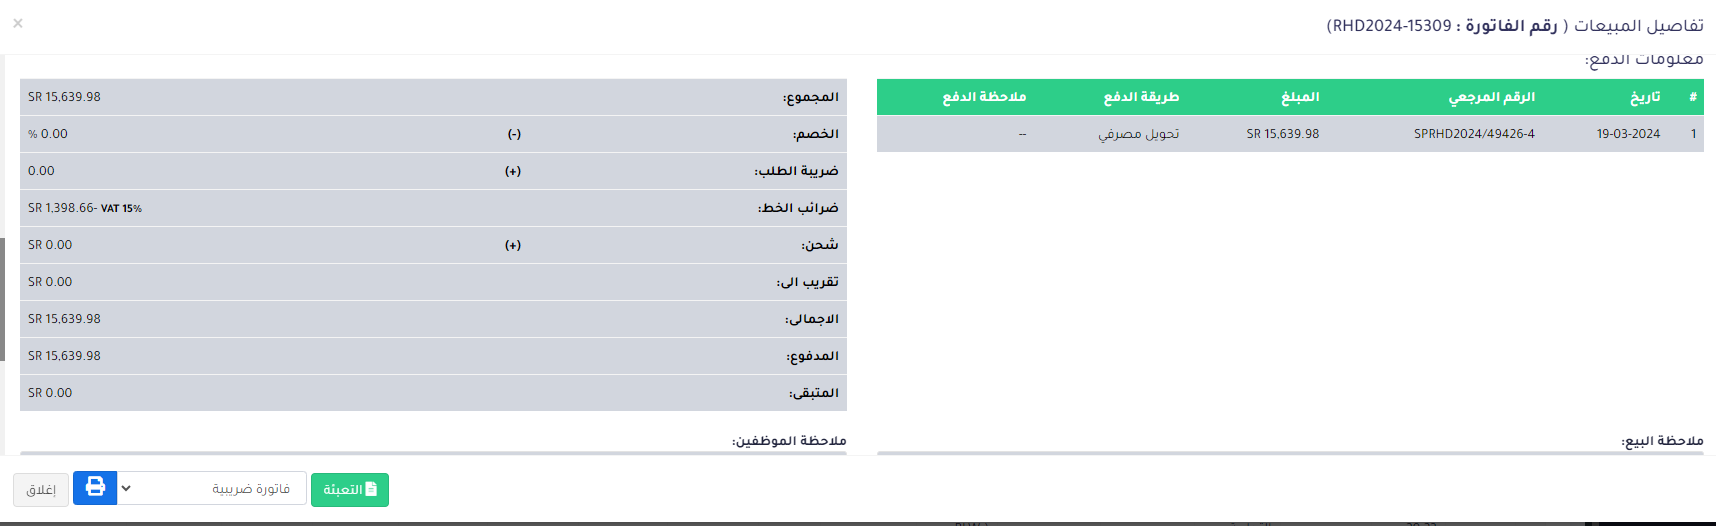 تفاصيل المبيعات ( رقم الفاتورة : RHD2024-15309)
×
معلومات الدفع:
# تاريخ الرقم المرجعي المبلغ طريقة الدفع ملاحظة الدفع
1 19-03-2024 SPRHD2024/49426-4 SR 15,639.98 تحويل مصرفي --
المجموع: SR 15,639.98
الخصم: (-) 0.00 %
ضريبة الطلب: (+) 0.00
ضرائب الخط: SR 1,398.66- VAT 15%
شحن: (+) SR 0.00
تقريب الى: SR 0.00
الاجمالى: SR 15,639.98
المدفوع: SR 15,639.98
المتبقى: SR 0.00
ملاحظة البيع:
ملاحظة الموظفين:
التعبئة
فاتورة ضريبية
إغلاق